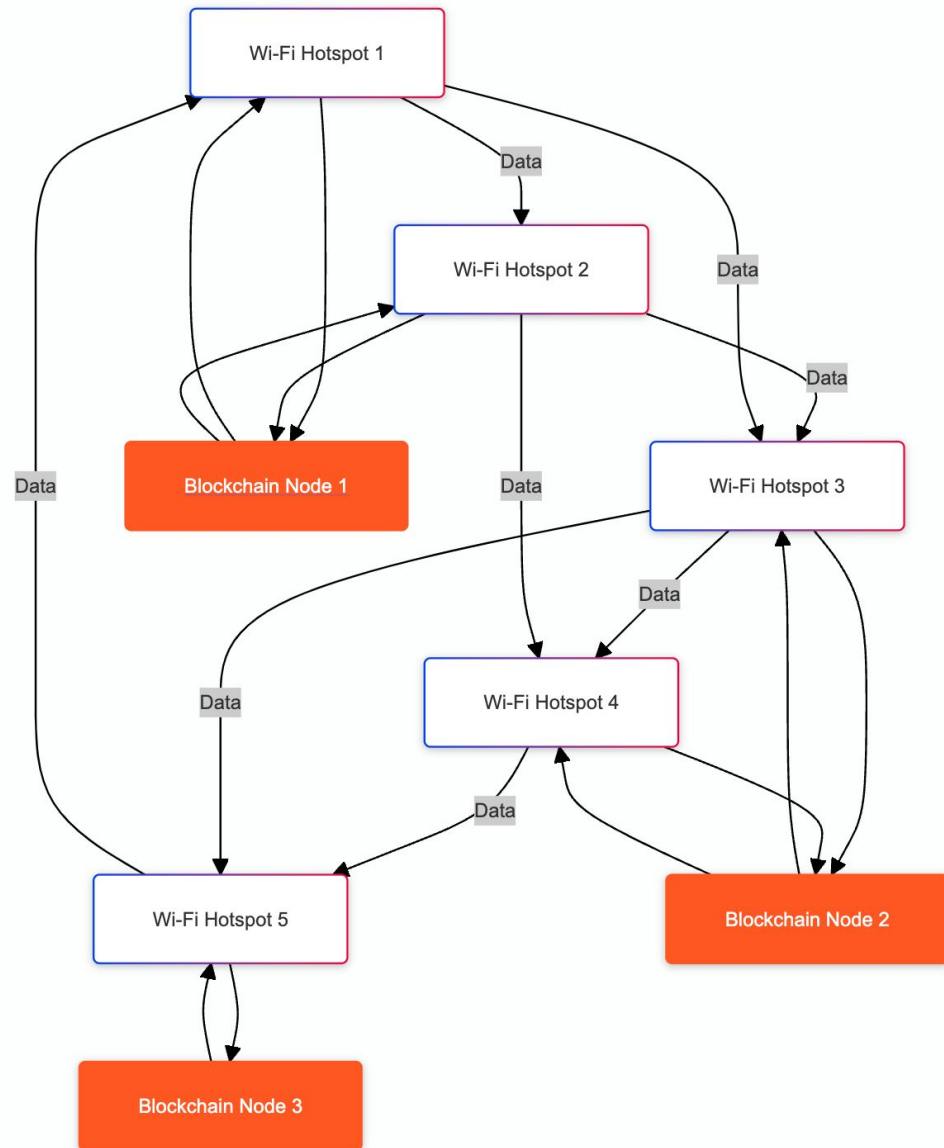 Wi-Fi Hotspot 1
Data
Wi-Fi Hotspot 2
Data
Data
Blockchain Node 1
Data
Data
Wi-Fi Hotspot 3
Data
Wi-Fi Hotspot 4
Data
Data
Wi-Fi Hotspot 5
Blockchain Node 2
Blockchain Node 3